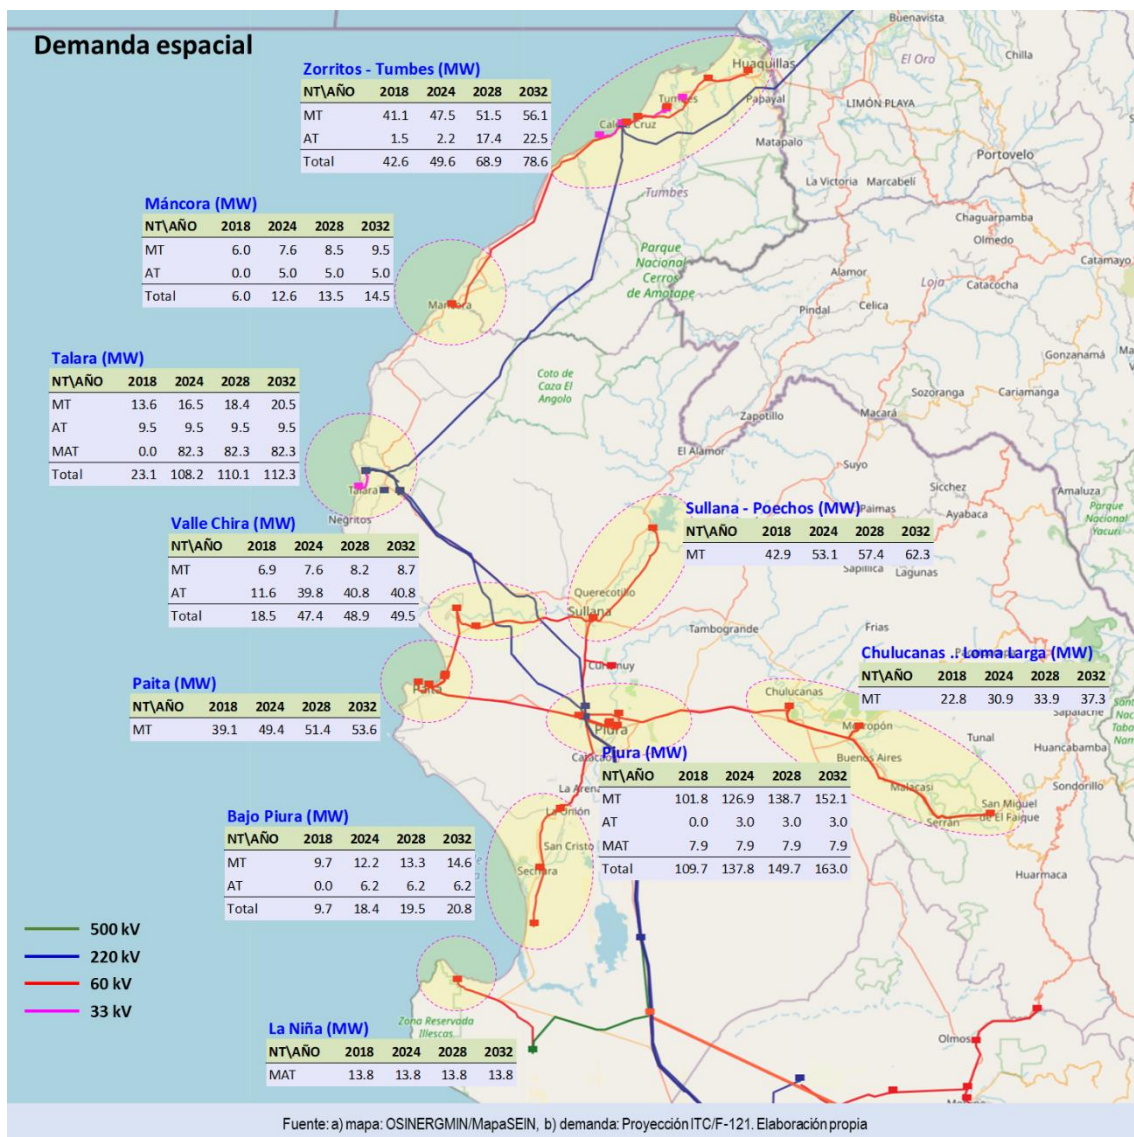 Demanda espacial
Zorritos - Tumbes (MW)
NT\AÑO 2018 2024 2028 2032
MT 41.1 47.5 51.5 56.1
AT 1.5 2.2 17.4 22.5
Total 42.6 49.6 68.9 78.6
Máncora (MW)
NT\AÑO 2018 2024 2028 2032
MT 6.0 7.6 8.5 9.5
AT 0.0 5.0 5.0 5.0
Total 6.0 12.6 13.5 14.5
Talara (MW)
NT\AÑO 2018 2024 2028 2032
MT 13.6 16.5 18.4 20.5
AT 9.5 9.5 9.5 9.5
MAT 0.0 82.3 82.3 82.3
Total 23.1 108.2 110.1 112.3
Valle Chira (MW)
NT\AÑO 2018 2024 2028 2032
MT 6.9 7.6 8.2 8.7
AT 11.6 39.8 40.8 40.8
Total 18.5 47.4 48.9 49.5
Sullana - Poechos (MW)
NT\AÑO 2018 2024 2028 2032
MT 42.9 53.1 57.4 62.3
Chulucanas .. Loma Larga (MW)
NT\AÑO 2018 2024 2028 2032
MT 22.8 30.9 33.9 37.3
Paita (MW)
NT\AÑO 2018 2024 2028 2032
MT 39.1 49.4 51.4 53.6
Piura (MW)
NT\AÑO 2018 2024 2028 2032
MT 101.8 126.9 138.7 152.1
AT 0.0 3.0 3.0 3.0
MAT 7.9 7.9 7.9 7.9
Total 109.7 137.8 149.7 163.0
Bajo Piura (MW)
NT\AÑO 2018 2024 2028 2032
MT 9.7 12.2 13.3 14.6
AT 0.0 6.2 6.2 6.2
Total 9.7 18.4 19.5 20.8
La Niña (MW)
NT\AÑO 2018 2024 2028 2032
MAT 13.8 13.8 13.8 13.8
500 kV
220 kV
60 kV
33 kV
Buenavista
Chilla
El Oro
Huaquillas
Papayal
Tumbes
LIMÓN PLAYA
Matapalo
Portovelo
La Victoria
Marcabelí
Tumbes
Chaguarpamba
Olmedo
Catamayo
Parque
Nacional
Cerros
de Amotape
Alamor
Loja
Catacocha
Pindal
Celica
Gonzanamá
Coto de
Caza El
Angolo
Sozoranga
Cariamanga
Zapotillo
Macará
El Alamor
Suyo
Sicchez
Amaluza
Paimas
Ayabaca
Parque
Nacional
Yacuri
Sapillica
Lagunas
Talara
Negritos
Querecotillo
Sullana
Tambogrande
Frias
Paita
Chulucanas
Sapalache
Piura
Tunal
Huancabamba
Buenos Aires
Malacasi
Sondorillo
San Miguel
de El Faique
Serrán
La Arena
La Unión
San Cristo
Sechura
Huarmaca
Zona Reservada
Illescas
Olmos
Fuente: a) mapa: OSINERGMIN/MapaSEIN, b) demanda: Proyección ITC/F-121. Elaboración propia